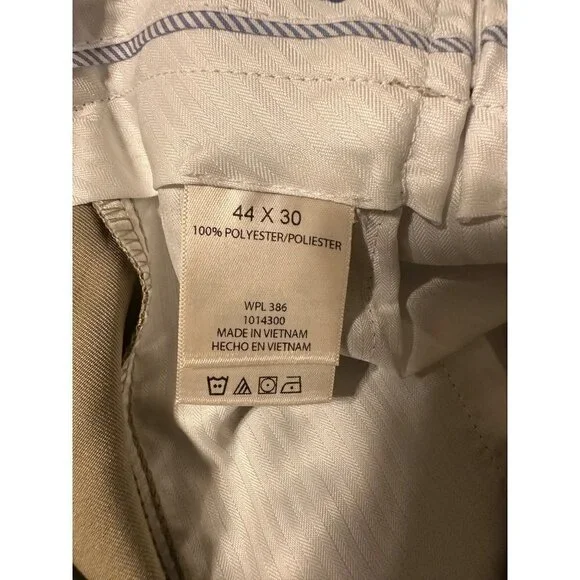 44 X 30
100% POLYESTER/POLIESTER
WPL 386
1014300
MADE IN VIETNAM
HECHO EN VIETNAM